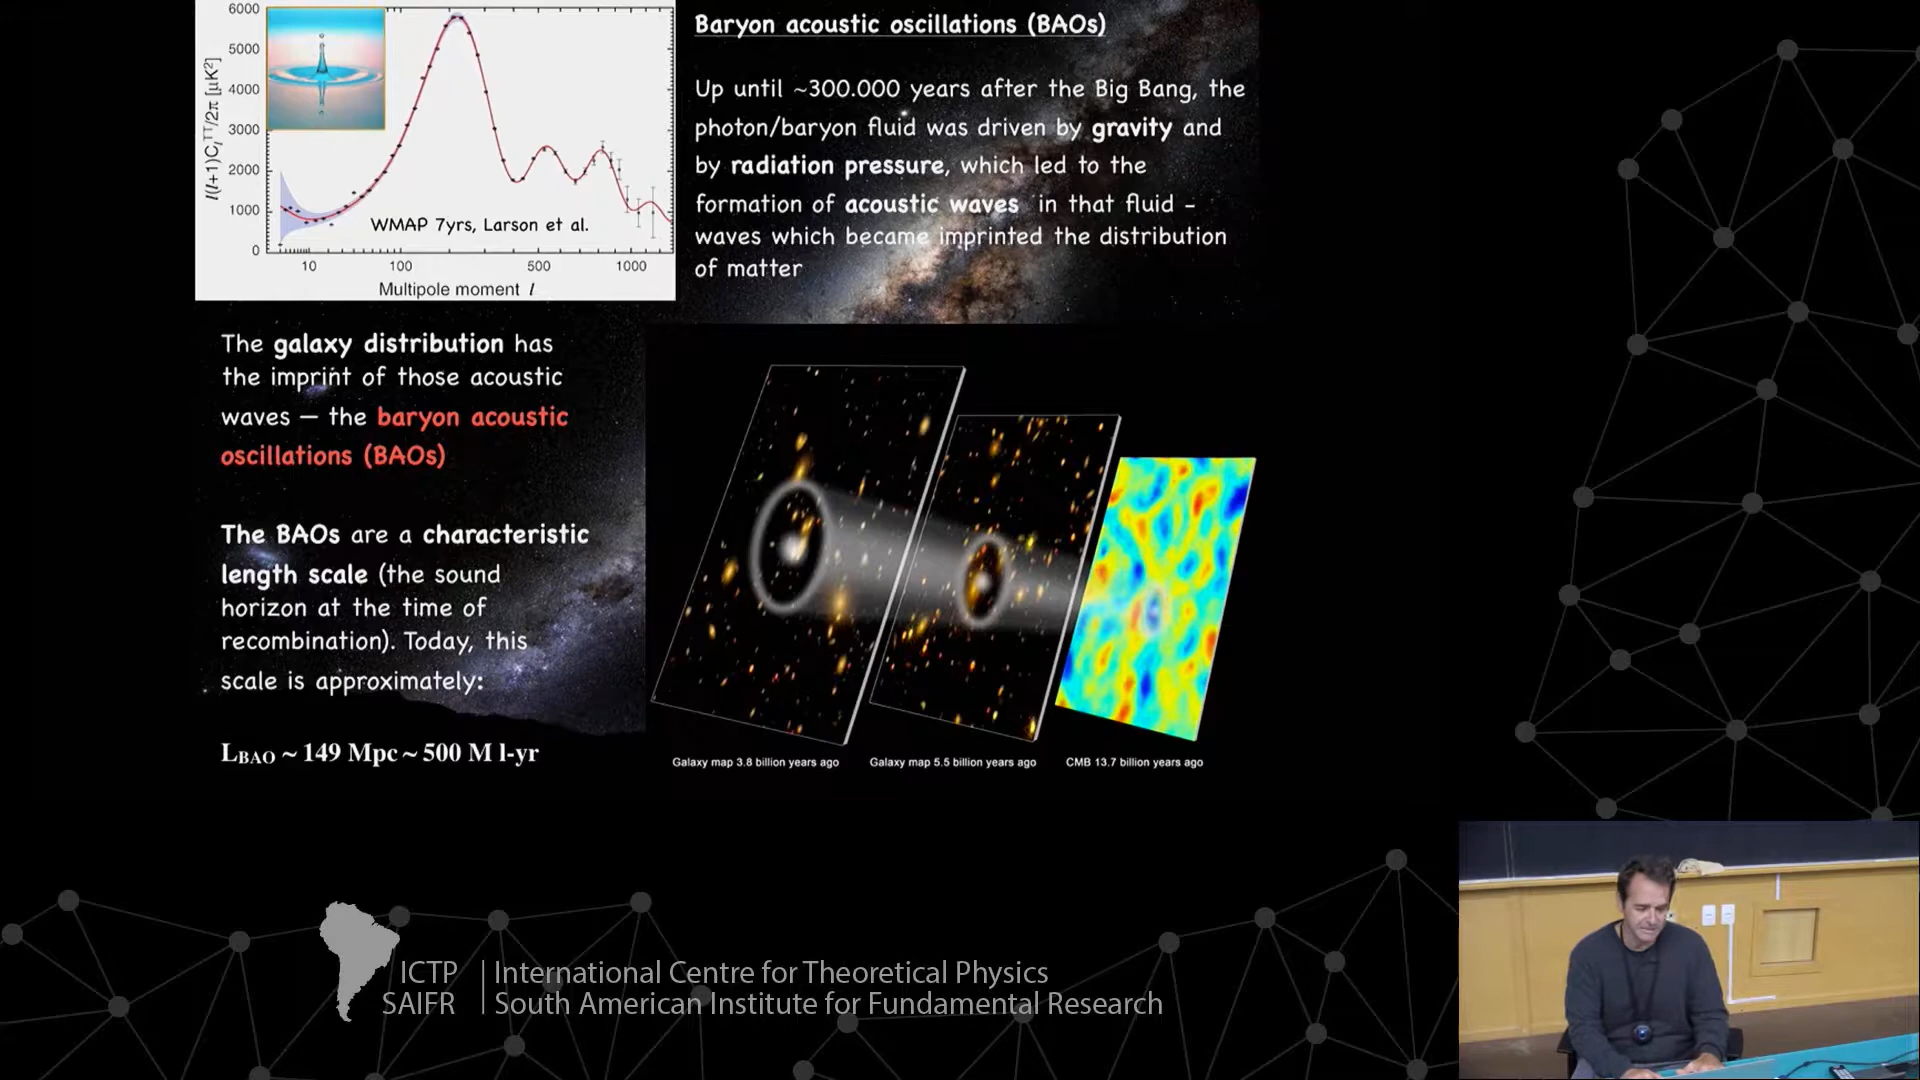 6000
5000
4000
3000
2000
1000
0
l(l+1)C_l^TT/2π [μK²]
WMAP 7yrs, Larson et al.
10 100 500 1000
Multipole moment l
Baryon acoustic oscillations (BAOs)
Up until ~300.000 years after the Big Bang, the
photon/baryon fluid was driven by gravity and
by radiation pressure, which led to the
formation of acoustic waves in that fluid -
waves which became imprinted the distribution
of matter
The galaxy distribution has
the imprint of those acoustic
waves — the baryon acoustic
oscillations (BAOs)
The BAOs are a characteristic
length scale (the sound
horizon at the time of
recombination). Today, this
scale is approximately:
L_BAO ~ 149 Mpc ~ 500 M l-yr
Galaxy map 3.8 billion years ago
Galaxy map 5.5 billion years ago
CMB 13.7 billion years ago
ICTP
SAIFR
International Centre for Theoretical Physics
South American Institute for Fundamental Research